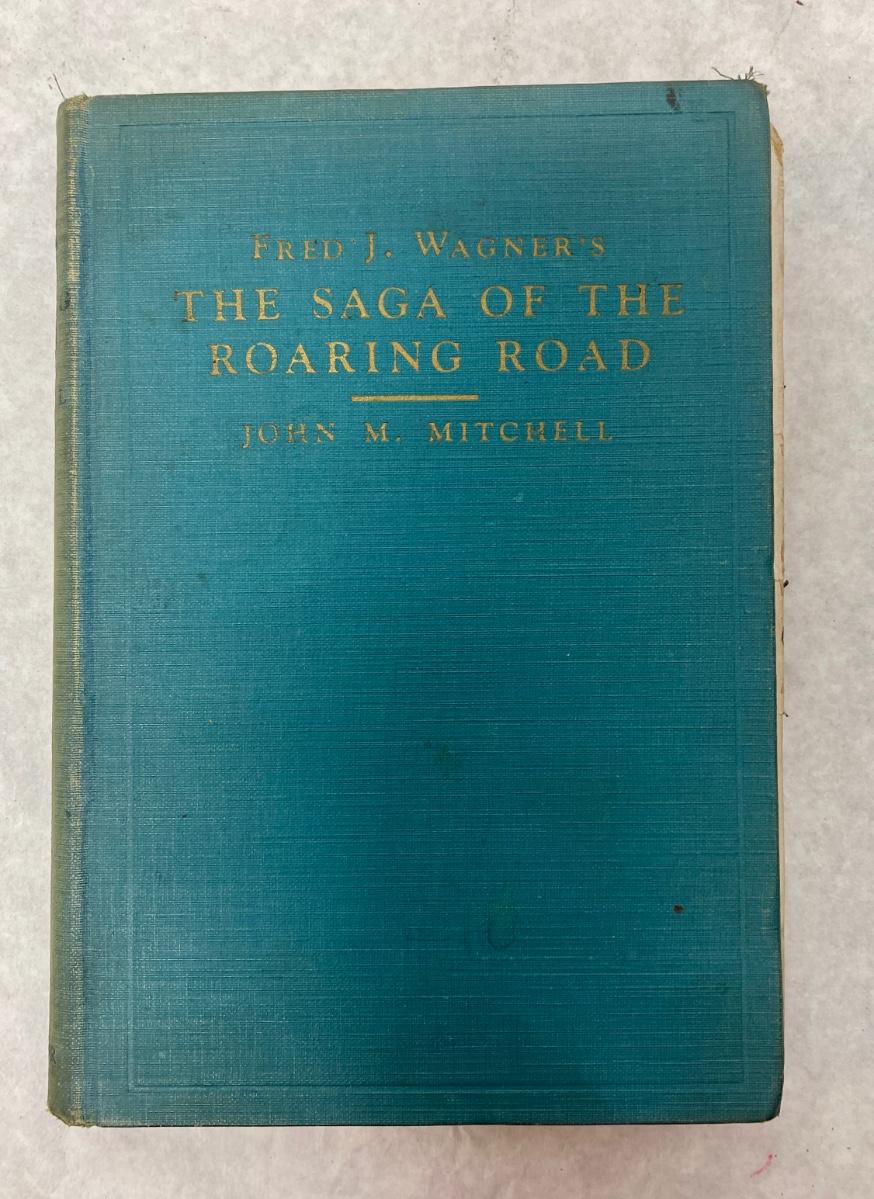 FRED J. WAGNER'S
THE SAGA OF THE
ROARING ROAD
JOHN M. MITCHELL